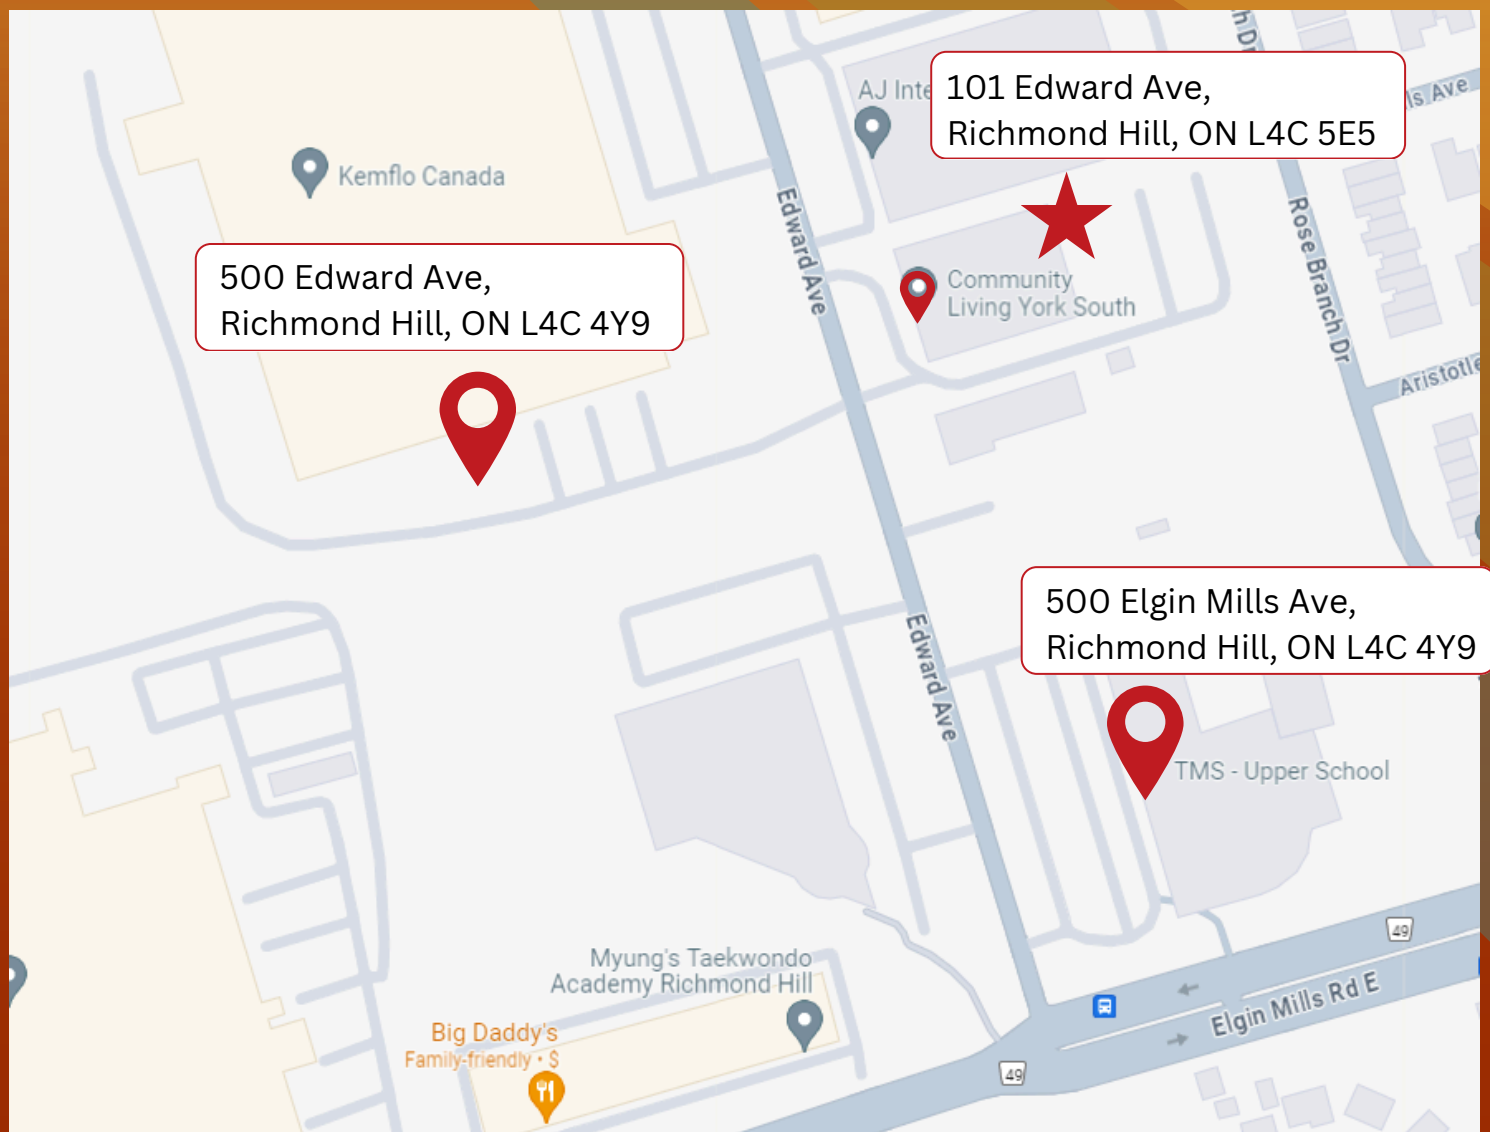 h Dr
101 Edward Ave,
Richmond Hill, ON L4C 5E5
AJ Inte
ls Ave
Kemflo Canada
Edward Ave
Rose Branch Dr
500 Edward Ave,
Richmond Hill, ON L4C 4Y9
Community
Living York South
Aristotle
500 Elgin Mills Ave,
Richmond Hill, ON L4C 4Y9
Edward Ave
TMS - Upper School
49
Myung's Taekwondo
Academy Richmond Hill
Elgin Mills Rd E
Big Daddy's
Family-friendly • $
49